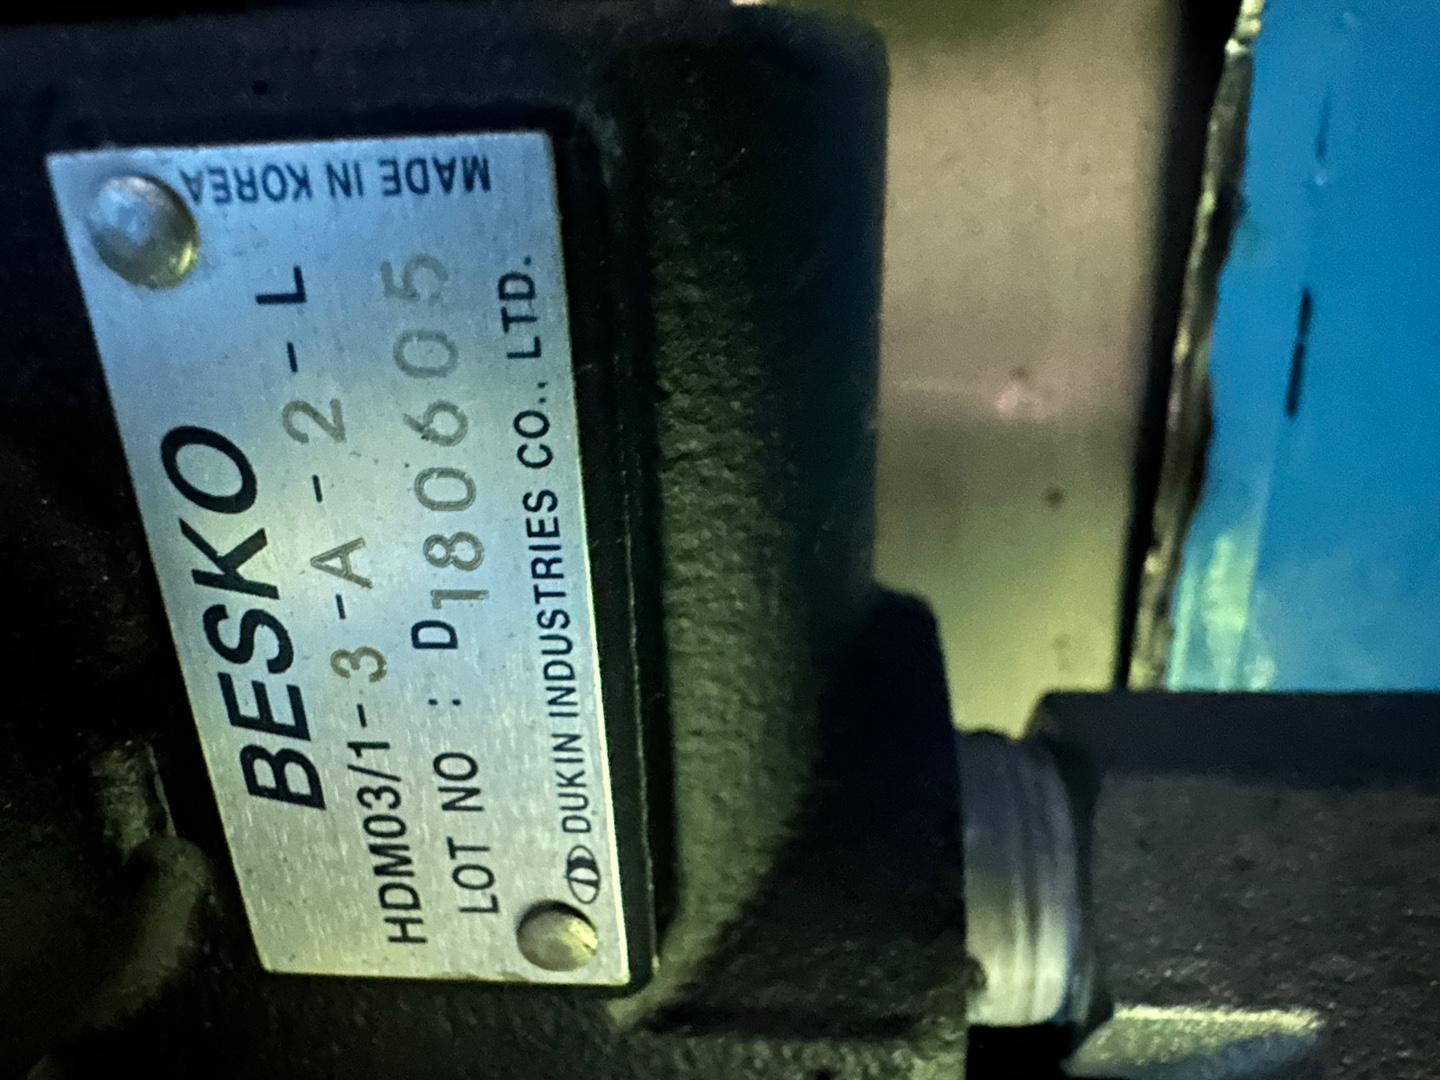 BESKO
HDM03/1-3-A-2-L
LOT NO : D180605
DUKIN INDUSTRIES CO., LTD.
MADE IN KOREA